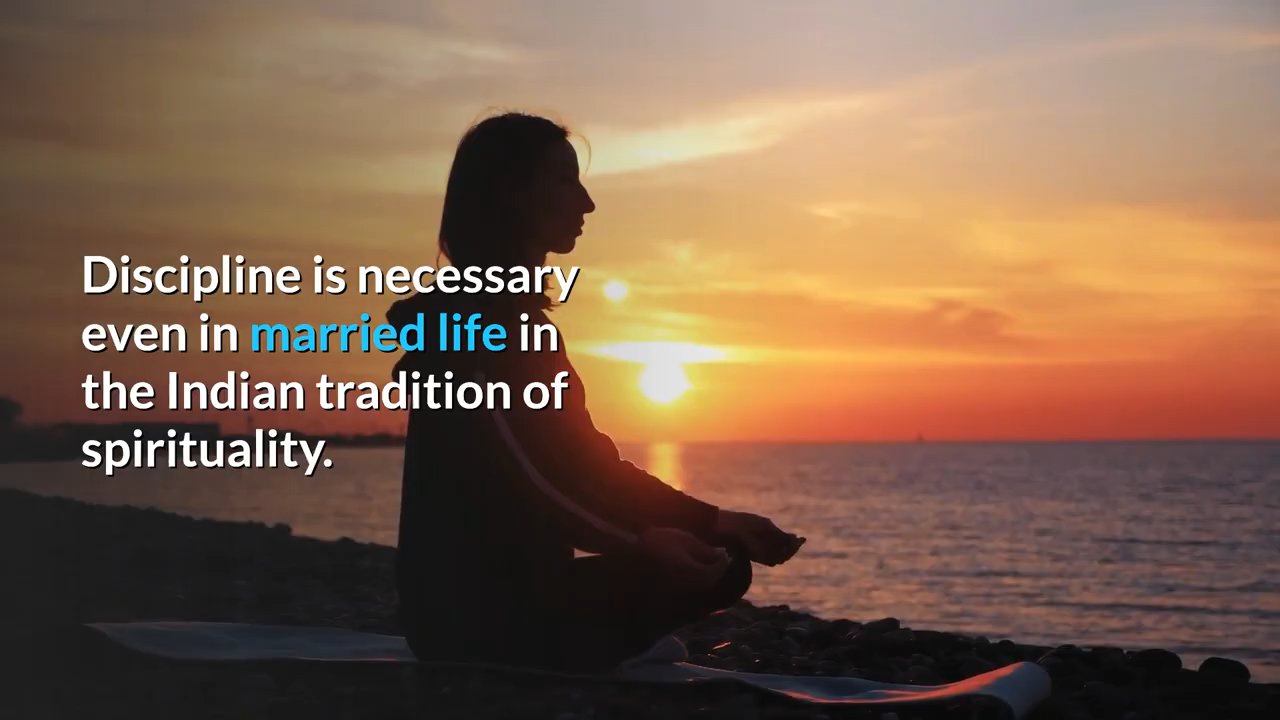 Discipline is necessary
even in married life in
the Indian tradition of
spirituality.